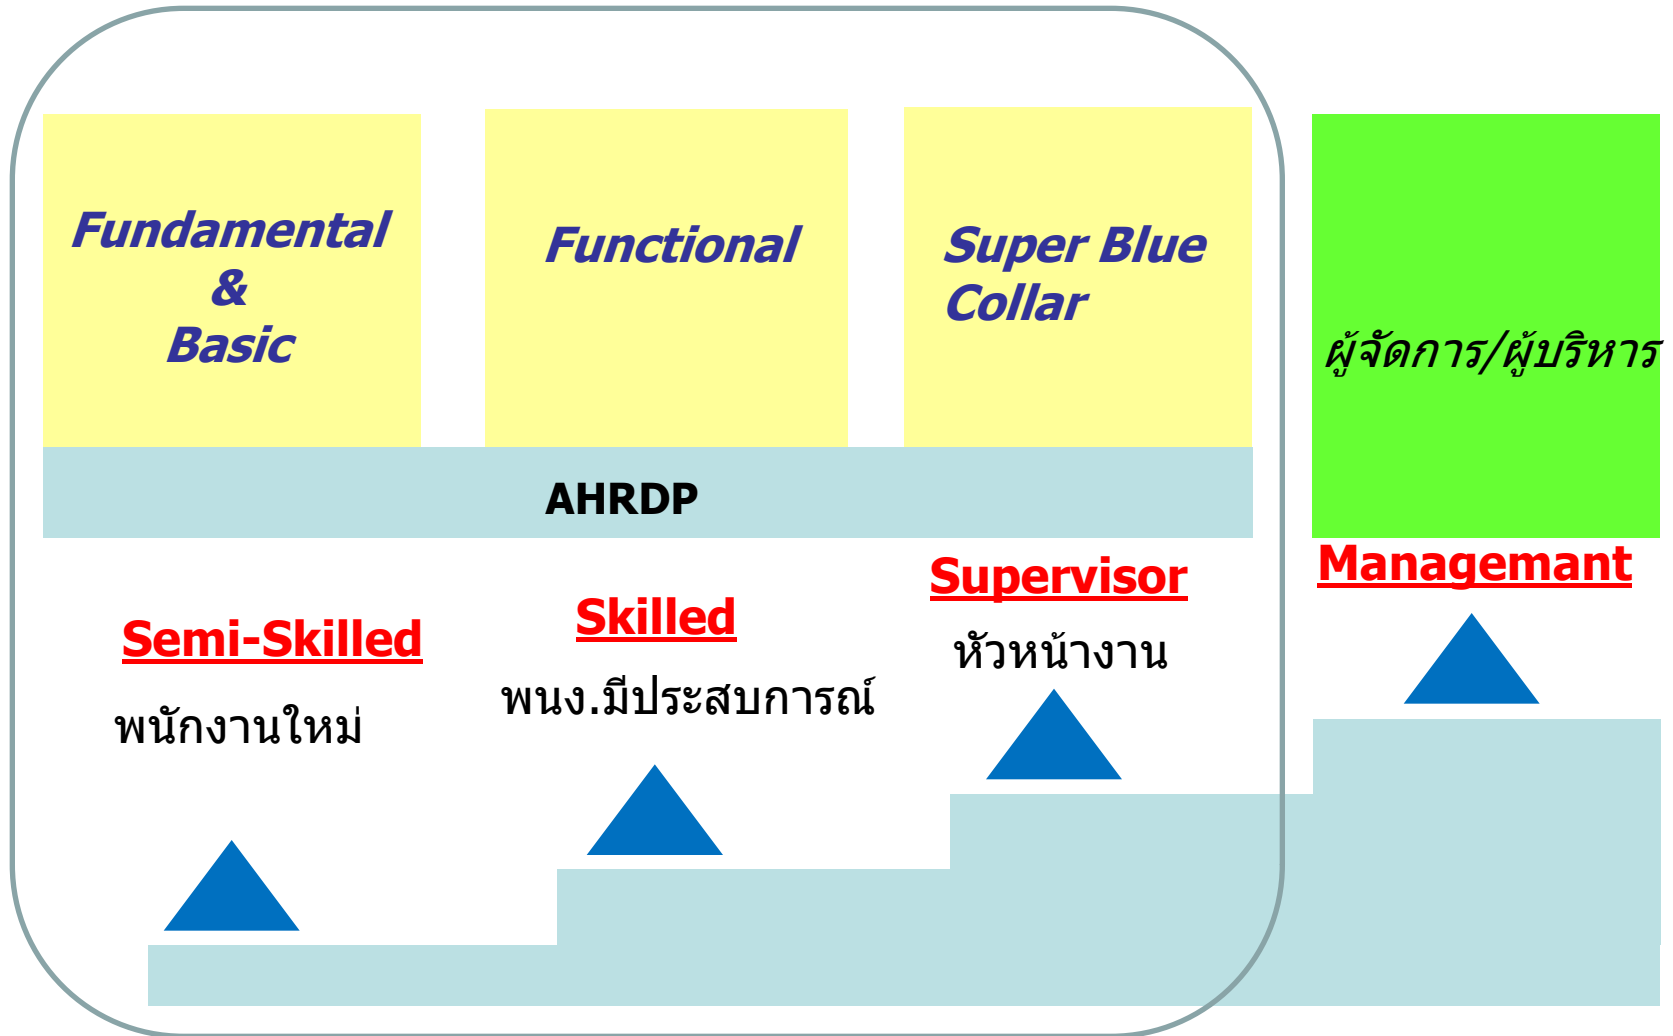 Fundamental
&
Basic
Functional
Super Blue
Collar
ผู้จัดการ/ผู้บริหาร
AHRDP
Semi-Skilled
พนักงานใหม่
Skilled
พนง.มีประสบการณ์
Supervisor
หัวหน้างาน
Managemant